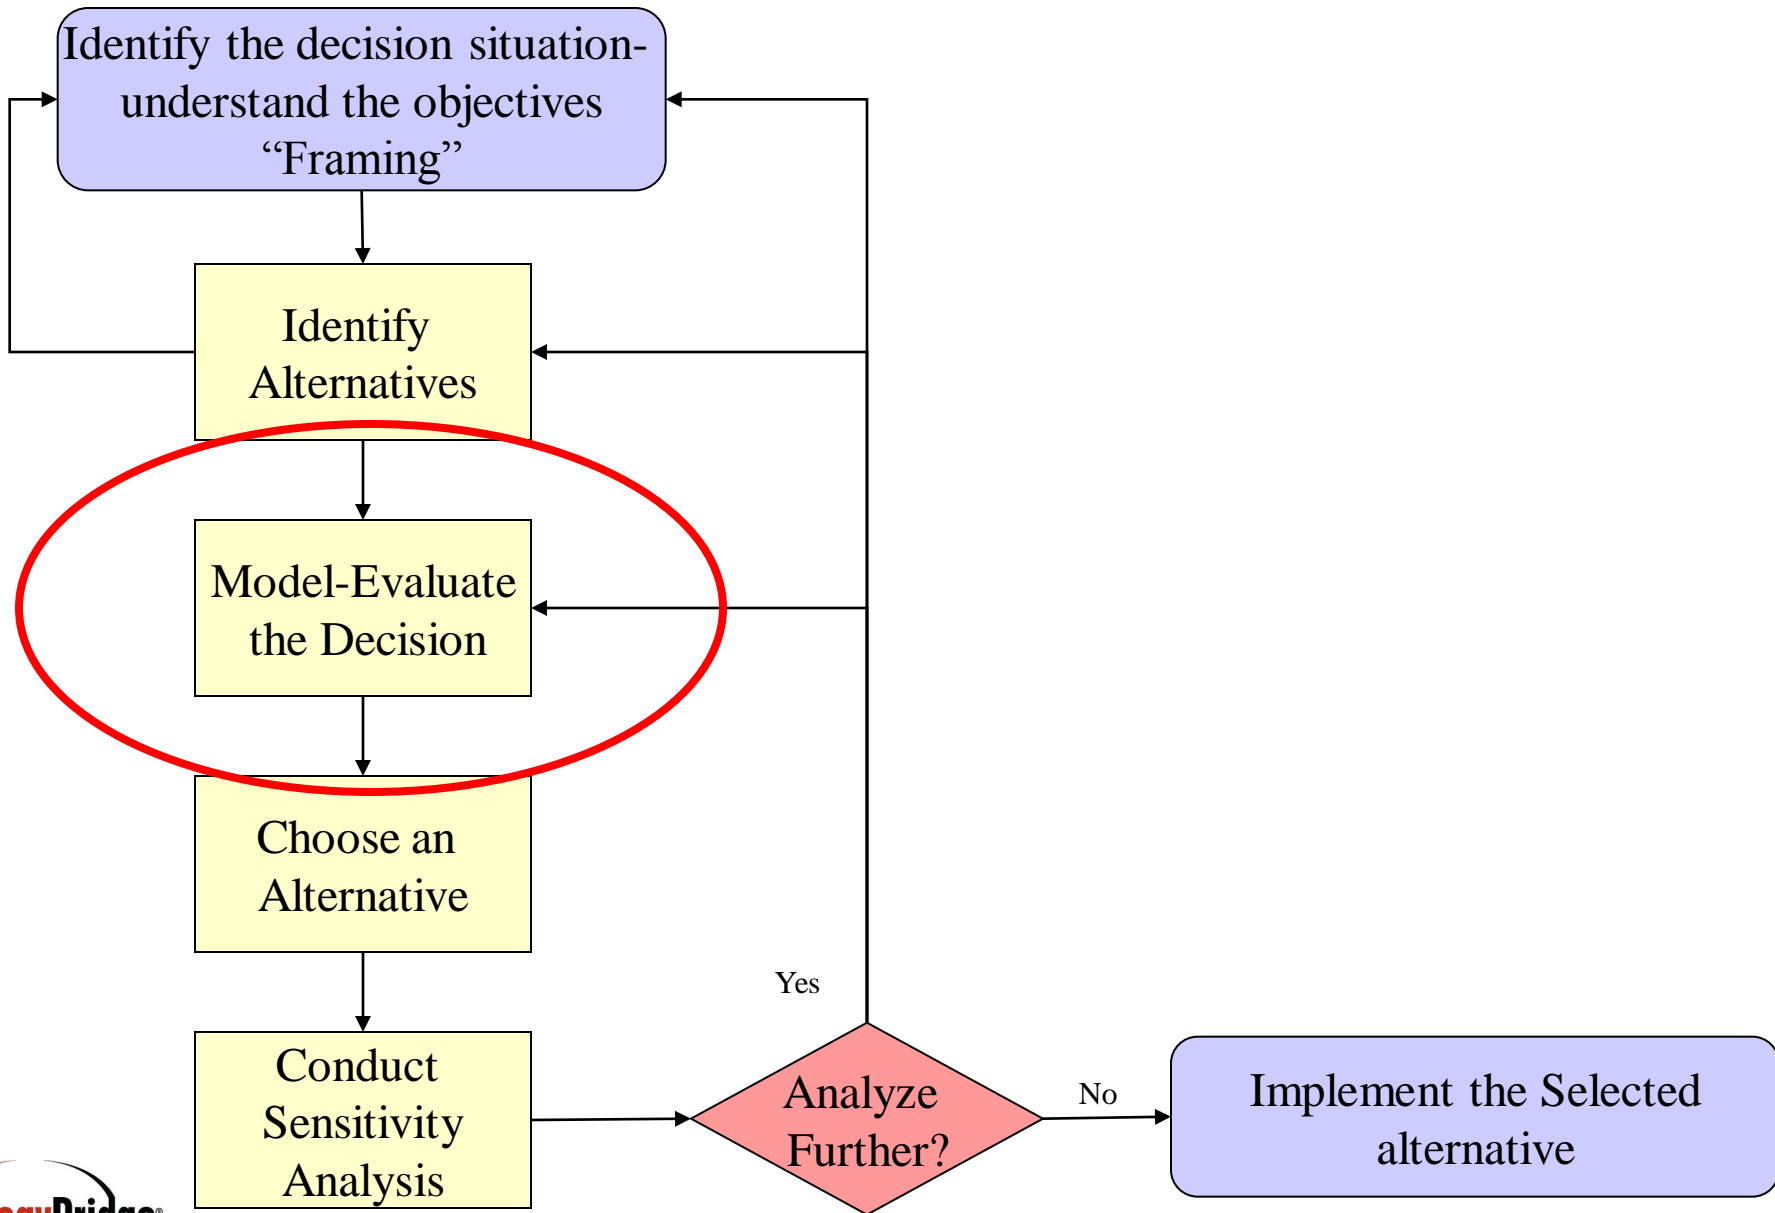 Identify the decision situation-
understand the objectives
“Framing”
Identify
Alternatives
Model-Evaluate
the Decision
Choose an
Alternative
Yes
Conduct
Sensitivity
Analysis
Analyze
Further?
No
Implement the Selected
alternative